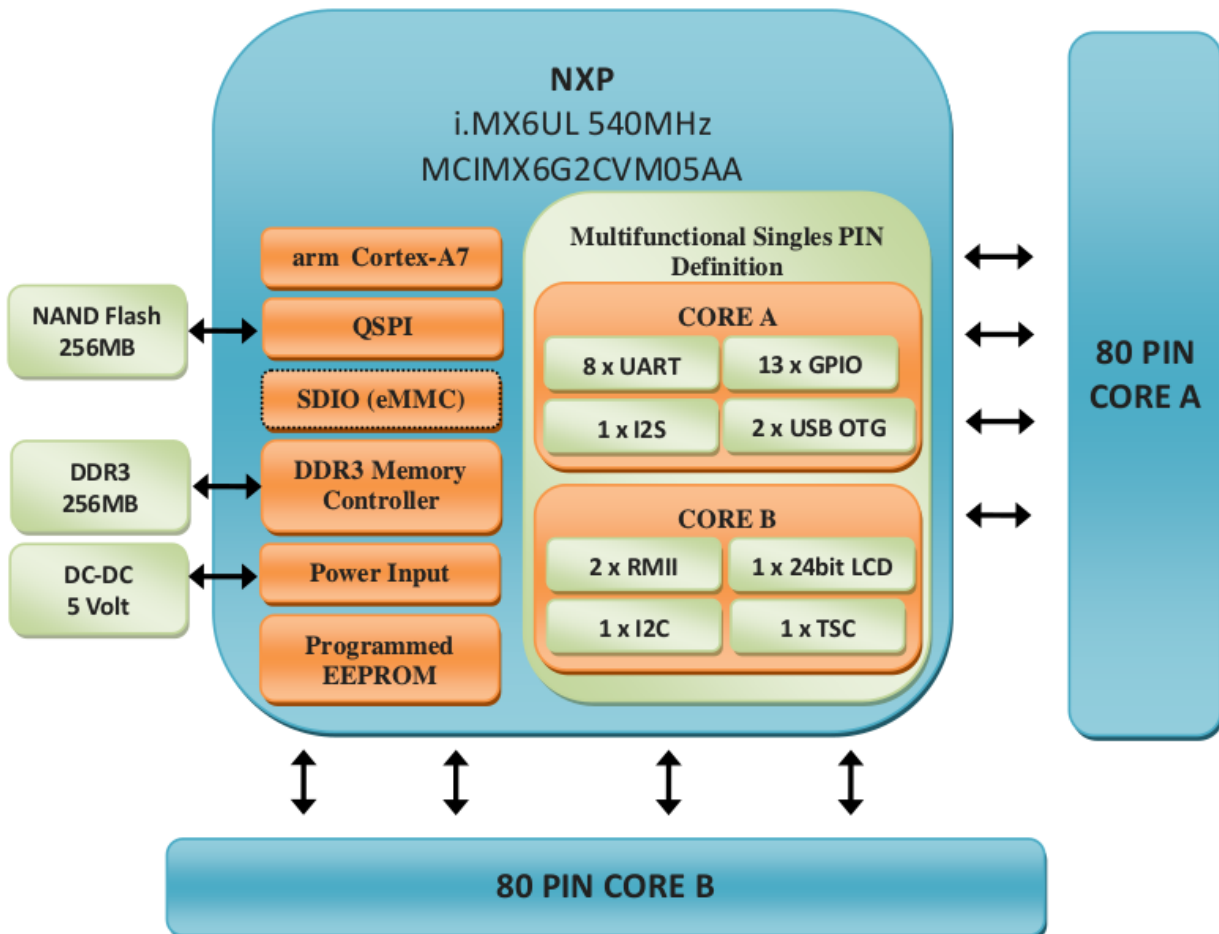 NXP
i.MX6UL 540MHz
MCIMX6G2CVM05AA
arm Cortex-A7
QSPI
SDIO (eMMC)
DDR3 Memory
Controller
Power Input
Programmed
EEPROM
NAND Flash
256MB
DDR3
256MB
DC-DC
5 Volt
Multifunctional Singles PIN
Definition
CORE A
8 x UART
13 x GPIO
1 x I2S
2 x USB OTG
CORE B
2 x RMII
1 x 24bit LCD
1 x I2C
1 x TSC
80 PIN
CORE A
80 PIN CORE B